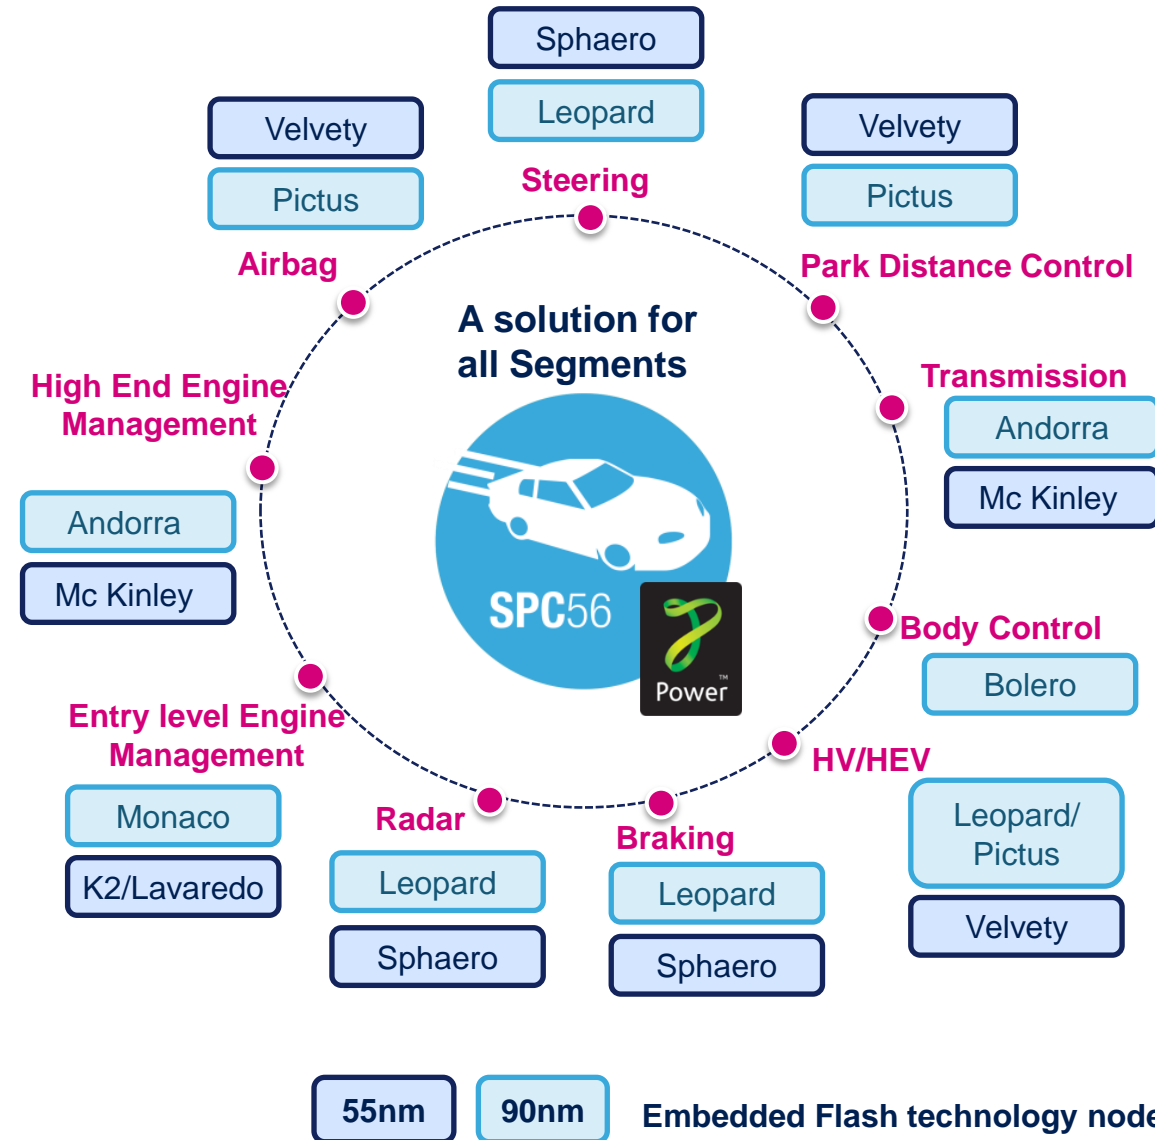 Sphaero
Leopard
Steering
Velvety
Pictus
Airbag
Velvety
Pictus
Park Distance Control
A solution for
all Segments
High End Engine
Management
Andorra
Mc Kinley
Transmission
Andorra
Mc Kinley
SPC56
Power™
Body Control
Bolero
Entry level Engine
Management
Monaco
K2/Lavaredo
Radar
Leopard
Sphaero
Braking
Leopard
Sphaero
HV/HEV
Leopard/
Pictus
Velvety
55nm
90nm
Embedded Flash technology node